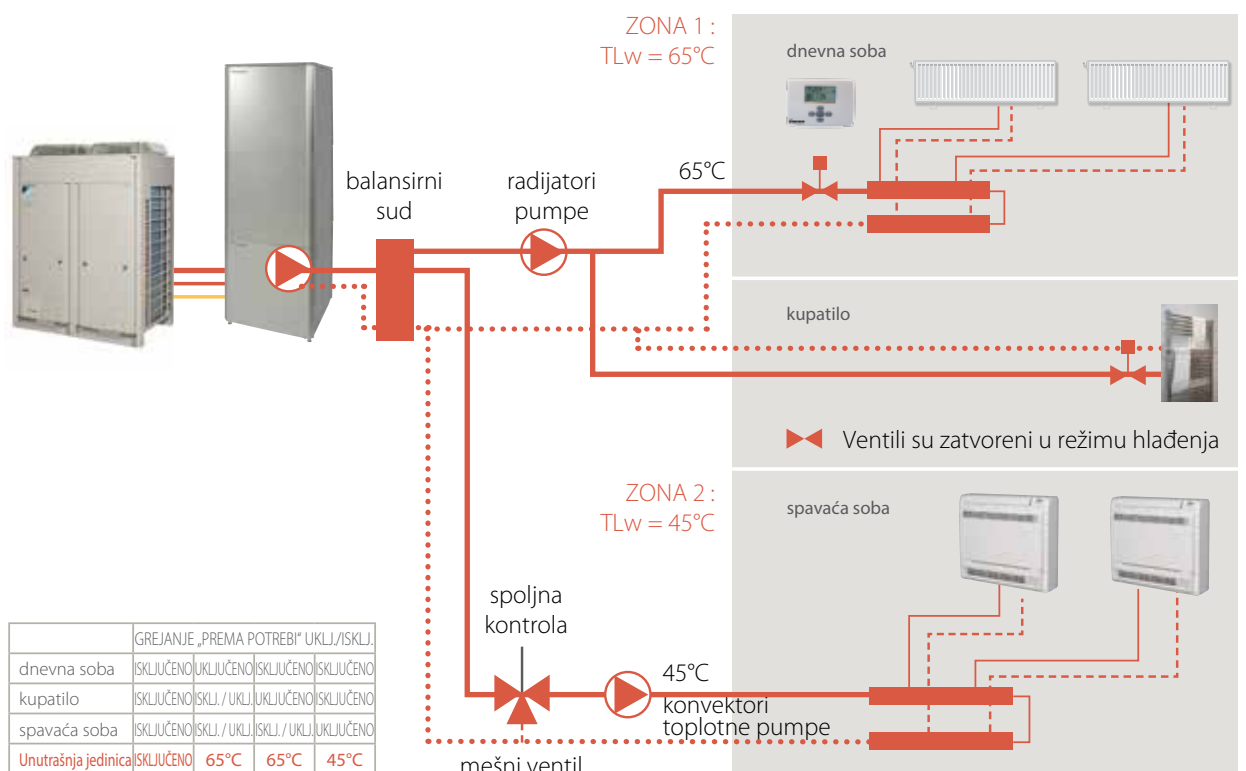 ZONA 1 :
TLw = 65°C
dnevna soba
65°C
balansirni
sud
radijatori
pumpe
kupatilo
Ventili su zatvoreni u režimu hlađenja
ZONA 2 :
TLw = 45°C
spavaća soba
spoljna
kontrola
45°C
konvektori
toplotne pumpe
mešni ventil
GREJANJE „PREMA POTREBI“ UKLJ./ISKLJ.
dnevna soba ISKLJUČENO UKLJUČENO ISKLJUČENO ISKLJUČENO
kupatilo ISKLJUČENO ISKLJ. / UKLJ. UKLJUČENO ISKLJUČENO
spavaća soba ISKLJUČENO ISKLJ. / UKLJ. ISKLJ. / UKLJ. UKLJUČENO
Unutrašnja jedinica ISKLJUČENO 65°C 65°C 45°C